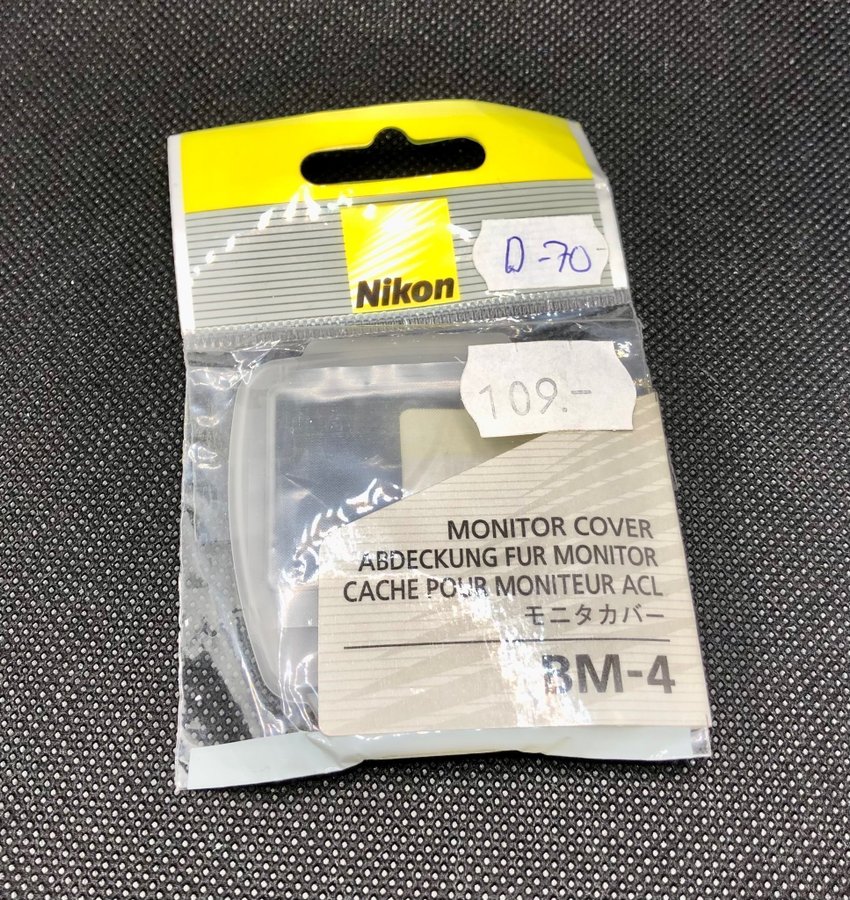 Nikon
D-70
109.-
MONITOR COVER
ABDECKUNG FUR MONITOR
CACHE POUR MONITEUR ACL
モニタカバー
BM-4